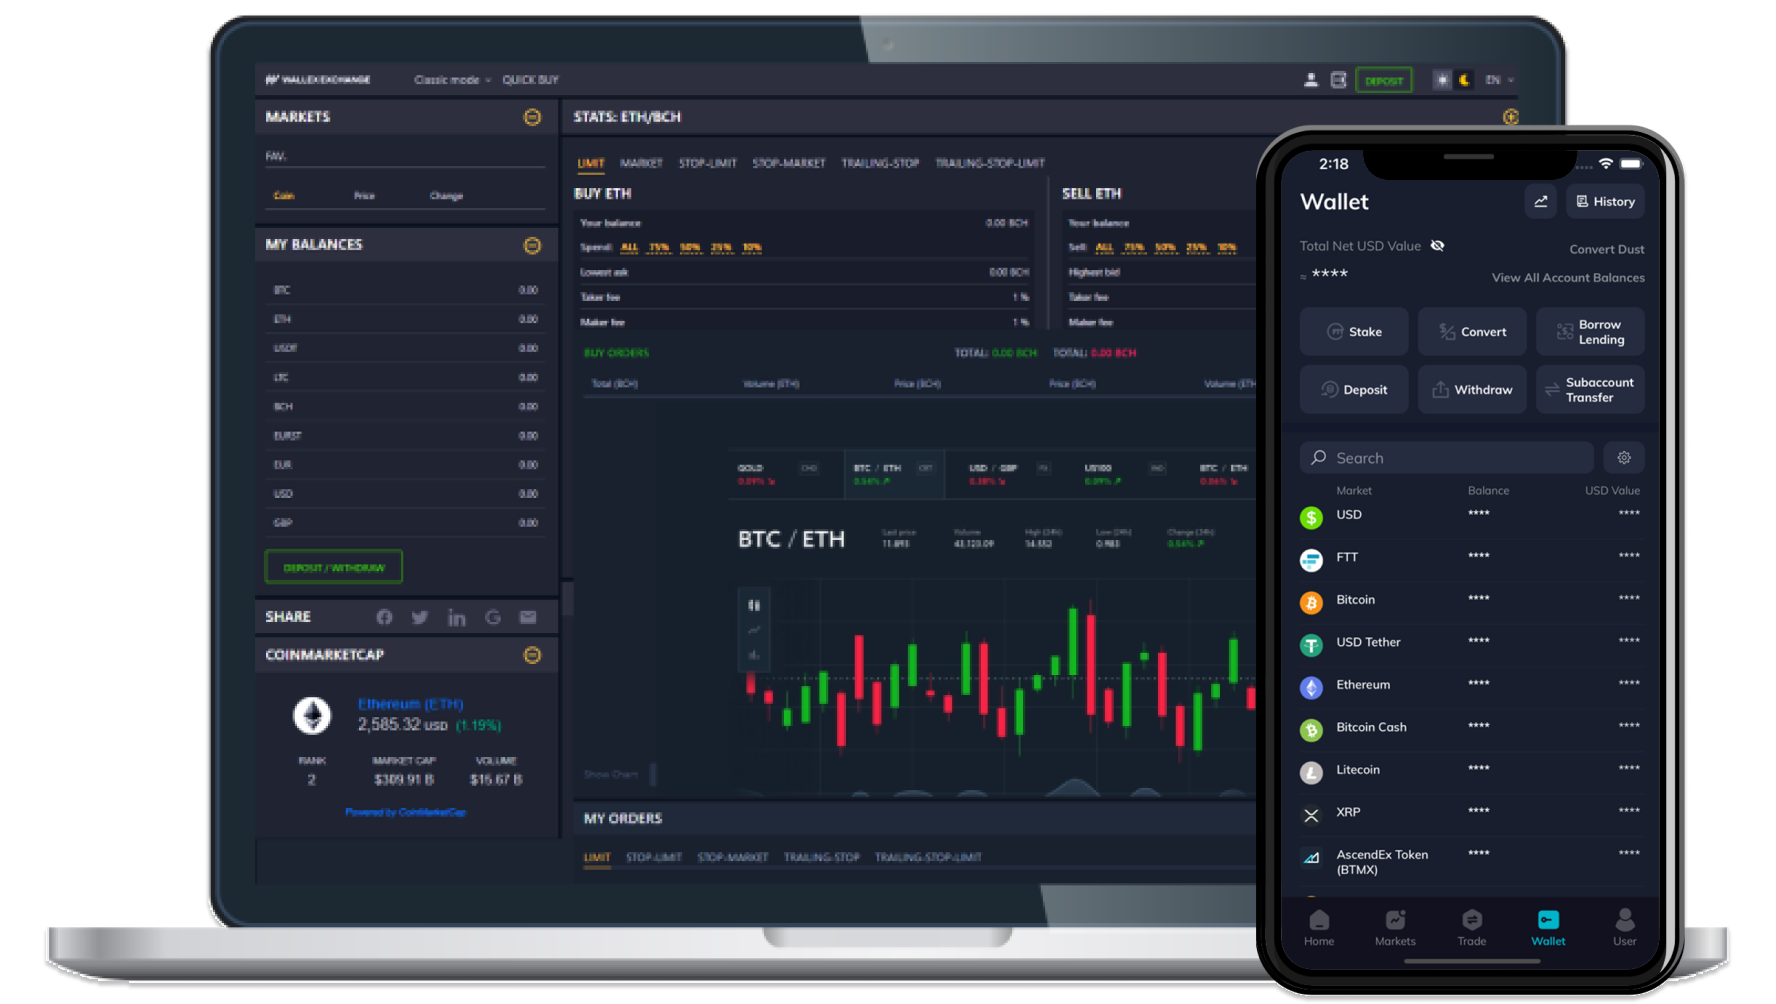 WALLEX EXCHANGE Classic mode QUICK BUY DEPOSIT EN
MARKETS
FAV.
Coin Price Change
MY BALANCES
BTC 0.00
ETH 0.00
USDT 0.00
LTC 0.00
BCH 0.00
EURST 0.00
EUR 0.00
USD 0.00
GBP 0.00
DEPOSIT / WITHDRAW
SHARE
COINMARKETCAP
Ethereum (ETH)
2,585.32 USD (1.19%)
RANK MARKET CAP VOLUME
2 $309.91 B $15.67 B
Powered by CoinMarketCap
STATS: ETH/BCH
LIMIT MARKET STOP-LIMIT STOP-MARKET TRAILING-STOP TRAILING-STOP-LIMIT
BUY ETH
Your balance 0.00 BCH
Spend: ALL 75% 50% 25% 10%
Lowest ask 0.00 BCH
Taker fee 1 %
Maker fee 1 %
SELL ETH
Your balance
Sell: ALL 75% 50% 25% 10%
Highest bid
Taker fee
Maker fee
BUY ORDERS TOTAL: 0.00 BCH TOTAL: 0.00 BCH
Total (BCH) Volume (ETH) Price (BCH) Price (BCH) Volume (ETH
GOLD BTC / ETH USD / GBP US100 BTC / ETH
0.09% 0.56% 0.38% 0.09% 0.06%
BTC / ETH
Last price Volume High (24h) Low (24h) Change (24h)
11.693 43,123.09 14.552 0.983 0.56%
Show Chart
MY ORDERS
LIMIT STOP-LIMIT STOP-MARKET TRAILING-STOP TRAILING-STOP-LIMIT
2:18
Wallet History
Total Net USD Value Convert Dust
≈ **** View All Account Balances
Stake Convert Borrow
Lending
Deposit Withdraw Subaccount
Transfer
Search
Market Balance USD Value
USD **** ****
FTT **** ****
Bitcoin **** ****
USD Tether **** ****
Ethereum **** ****
Bitcoin Cash **** ****
Litecoin **** ****
XRP **** ****
AscendEx Token **** ****
(BTMX)
Home Markets Trade Wallet User